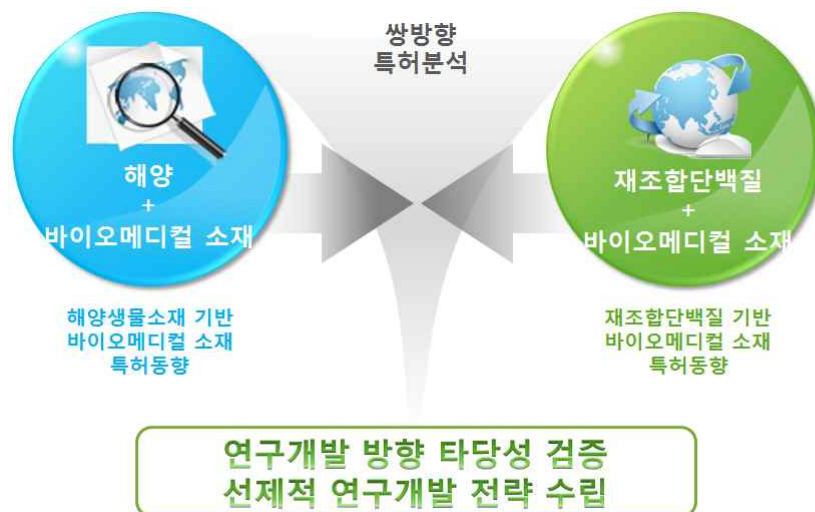 쌍방향
특허분석
해양
+
바이오메디컬 소재
재조합단백질
+
바이오메디컬 소재
해양생물소재 기반
바이오메디컬 소재
특허동향
재조합단백질 기반
바이오메디컬 소재
특허동향
연구개발 방향 타당성 검증
선제적 연구개발 전략 수립